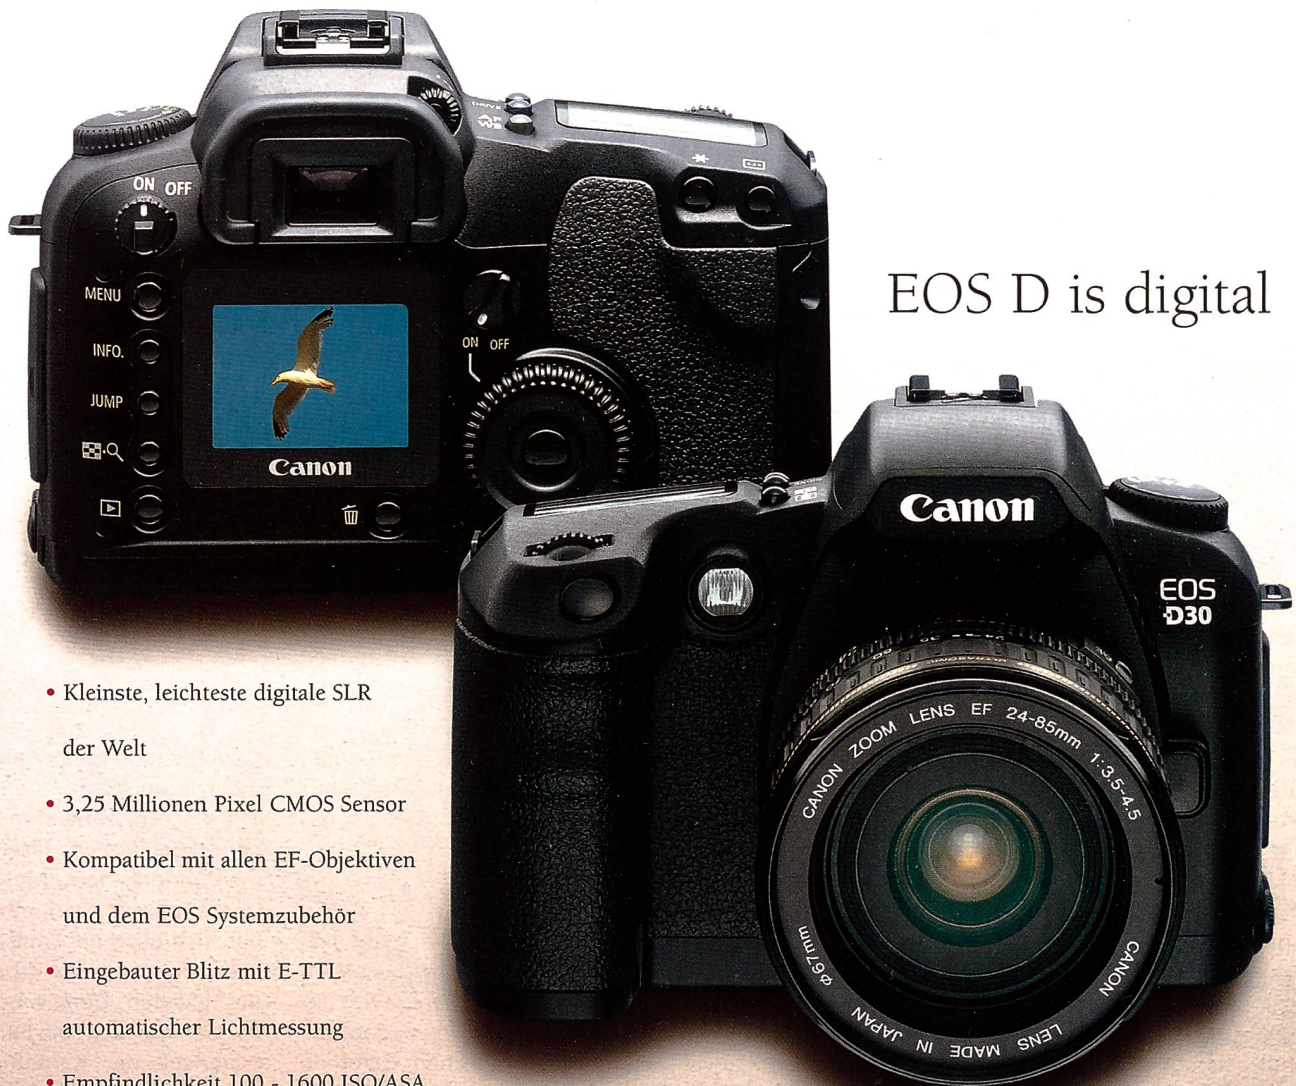 DRIVE
AF
WB
ON OFF
MENU
INFO.
JUMP
ON OFF
Canon
EOS D is digital
Canon
EOS
D30
CANON ZOOM LENS EF 24-85mm 1:3.5-4.5
φ67mm
CANON
LENS MADE IN JAPAN
• Kleinste, leichteste digitale SLR
der Welt
• 3,25 Millionen Pixel CMOS Sensor
• Kompatibel mit allen EF-Objektiven
und dem EOS Systemzubehör
• Eingebauter Blitz mit E-TTL
automatischer Lichtmessung
• Empfindlichkeit 100 - 1600 ISO/ASA